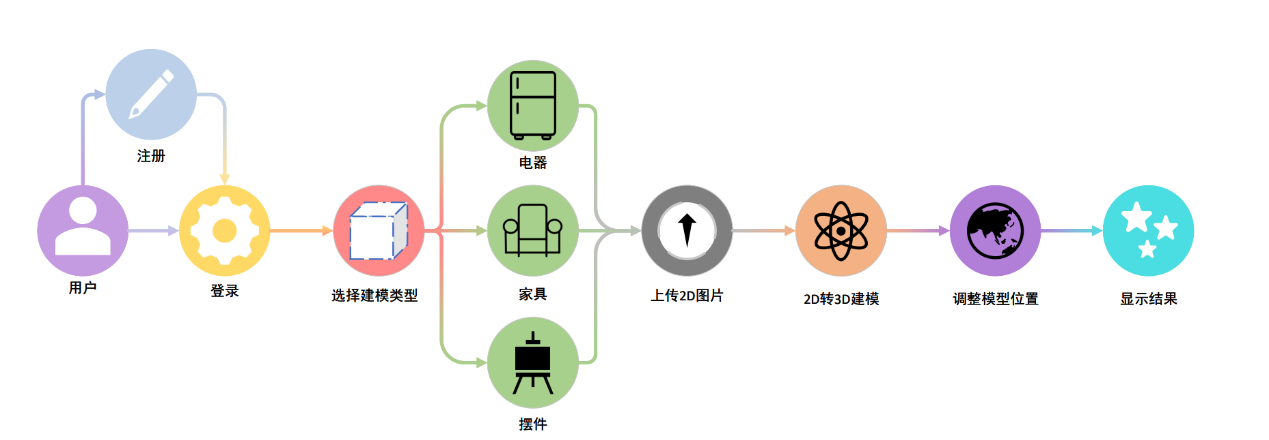 注册
用户
登录
选择建模类型
电器
家具
摆件
上传2D图片
2D转3D建模
调整模型位置
显示结果